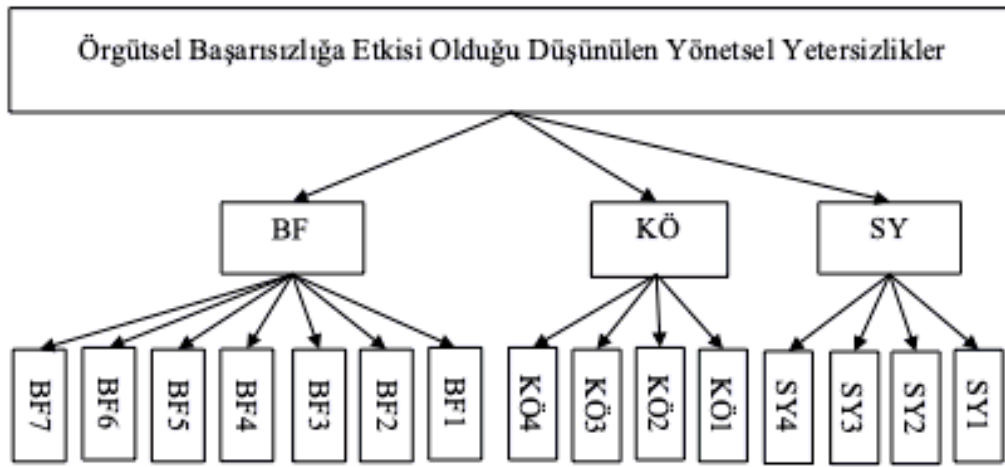 Örgütsel Başarısızlığa Etkisi Olduğu Düşünülen Yönetsel Yetersizlikler
BF
KÖ
SY
BF7
BF6
BF5
BF4
BF3
BF2
BF1
KÖ4
KÖ3
KÖ2
KÖ1
SY4
SY3
SY2
SY1